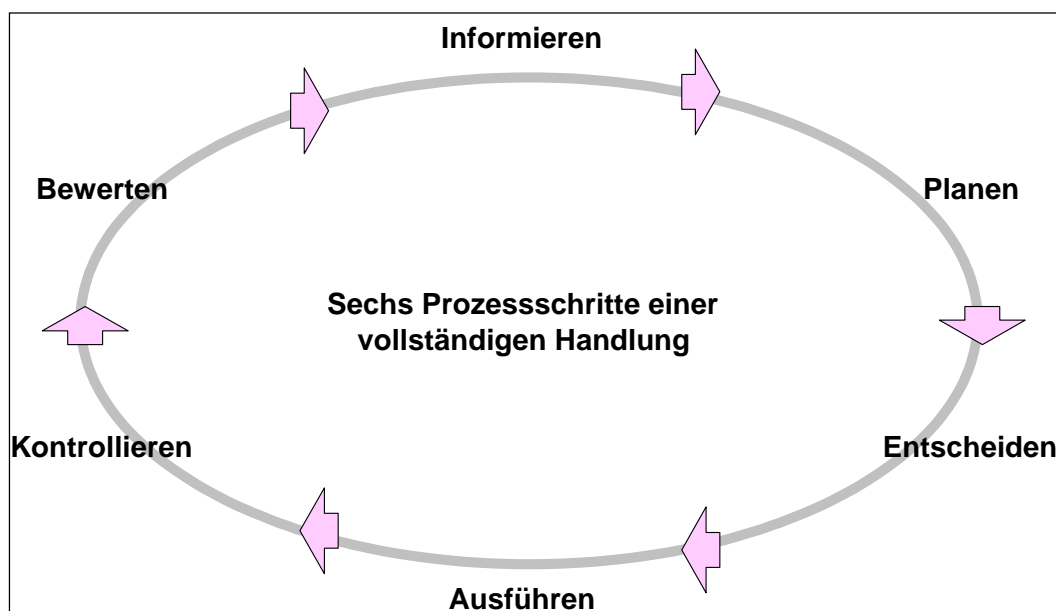 Informieren
Bewerten
Planen
Sechs Prozessschritte einer
vollständigen Handlung
Kontrollieren
Entscheiden
Ausführen